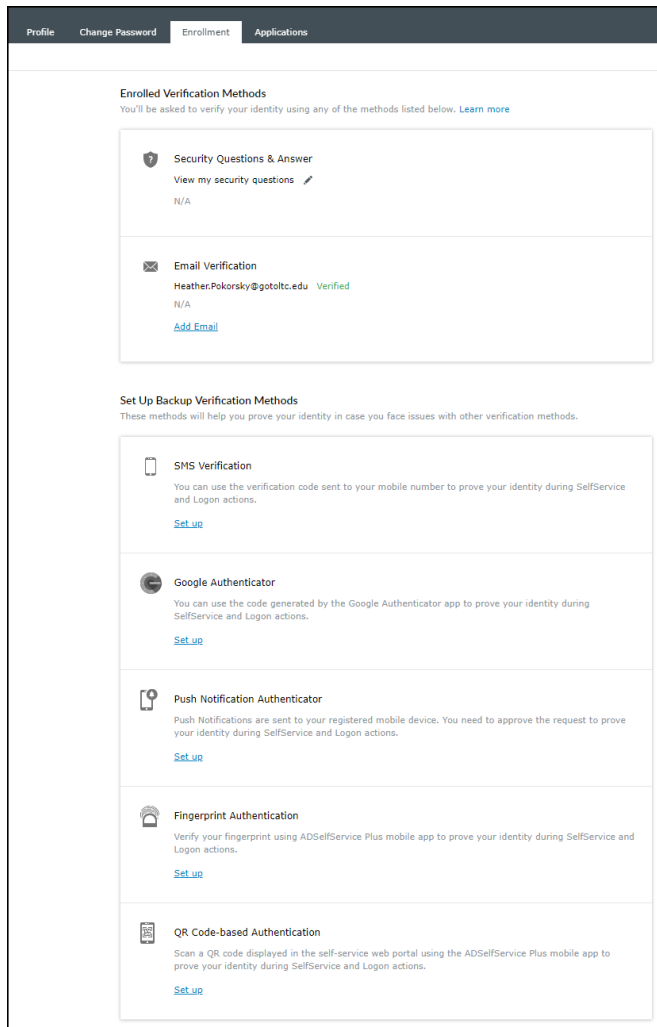 Profile Change Password Enrollment Applications
Enrolled Verification Methods
You'll be asked to verify your identity using any of the methods listed below. Learn more
Security Questions & Answer
View my security questions
N/A
Email Verification
Heather.Pokorsky@gotoltc.edu Verified
N/A
Add Email
Set Up Backup Verification Methods
These methods will help you prove your identity in case you face issues with other verification methods.
SMS Verification
You can use the verification code sent to your mobile number to prove your identity during SelfService
and Logon actions.
Set up
Google Authenticator
You can use the code generated by the Google Authenticator app to prove your identity during
SelfService and Logon actions.
Set up
Push Notification Authenticator
Push Notifications are sent to your registered mobile device. You need to approve the request to prove
your identity during SelfService and Logon actions.
Set up
Fingerprint Authentication
Verify your fingerprint using ADSelfService Plus mobile app to prove your identity during SelfService and
Logon actions.
Set up
QR Code-based Authentication
Scan a QR code displayed in the self-service web portal using the ADSelfService Plus mobile app to
prove your identity during SelfService and Logon actions.
Set up